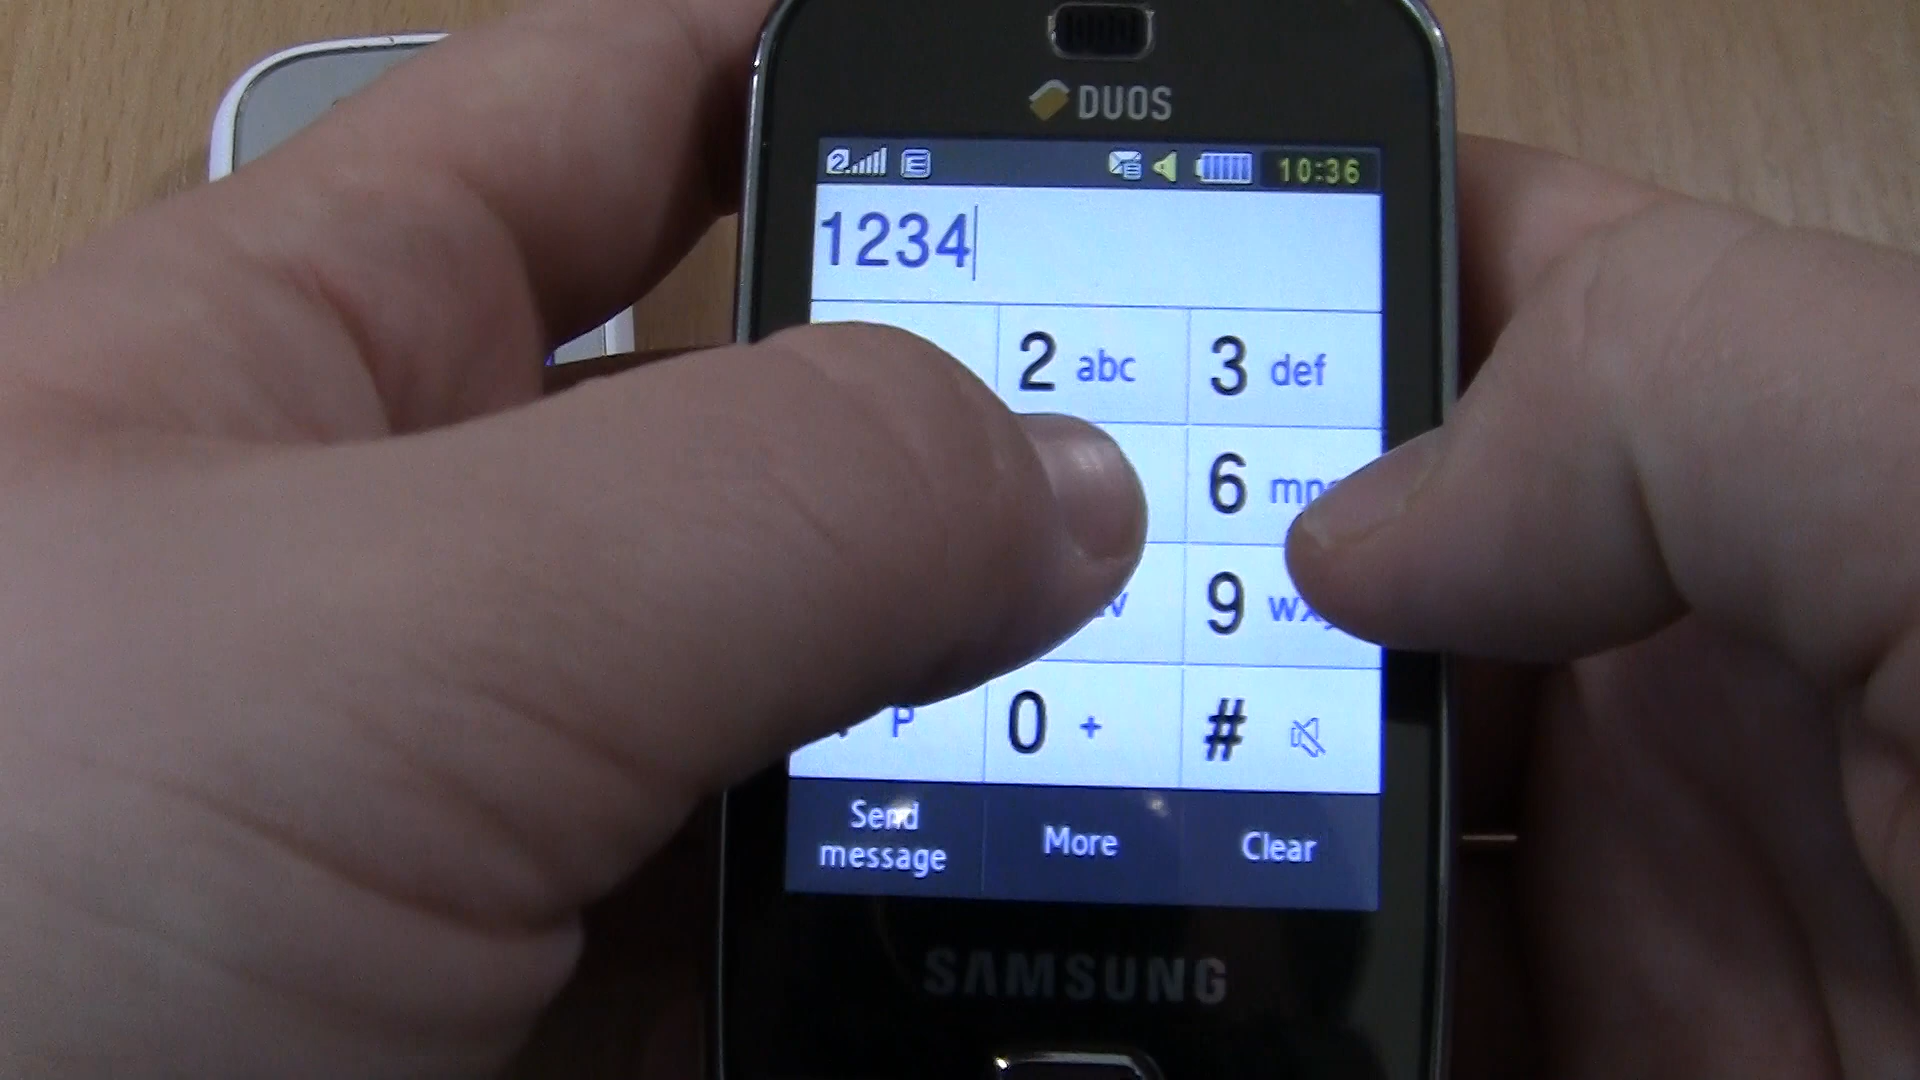 DUOS
2 E 10:36
1234
2 abc 3 def
6
9
P 0 + #
Send message More Clear
SAMSUNG